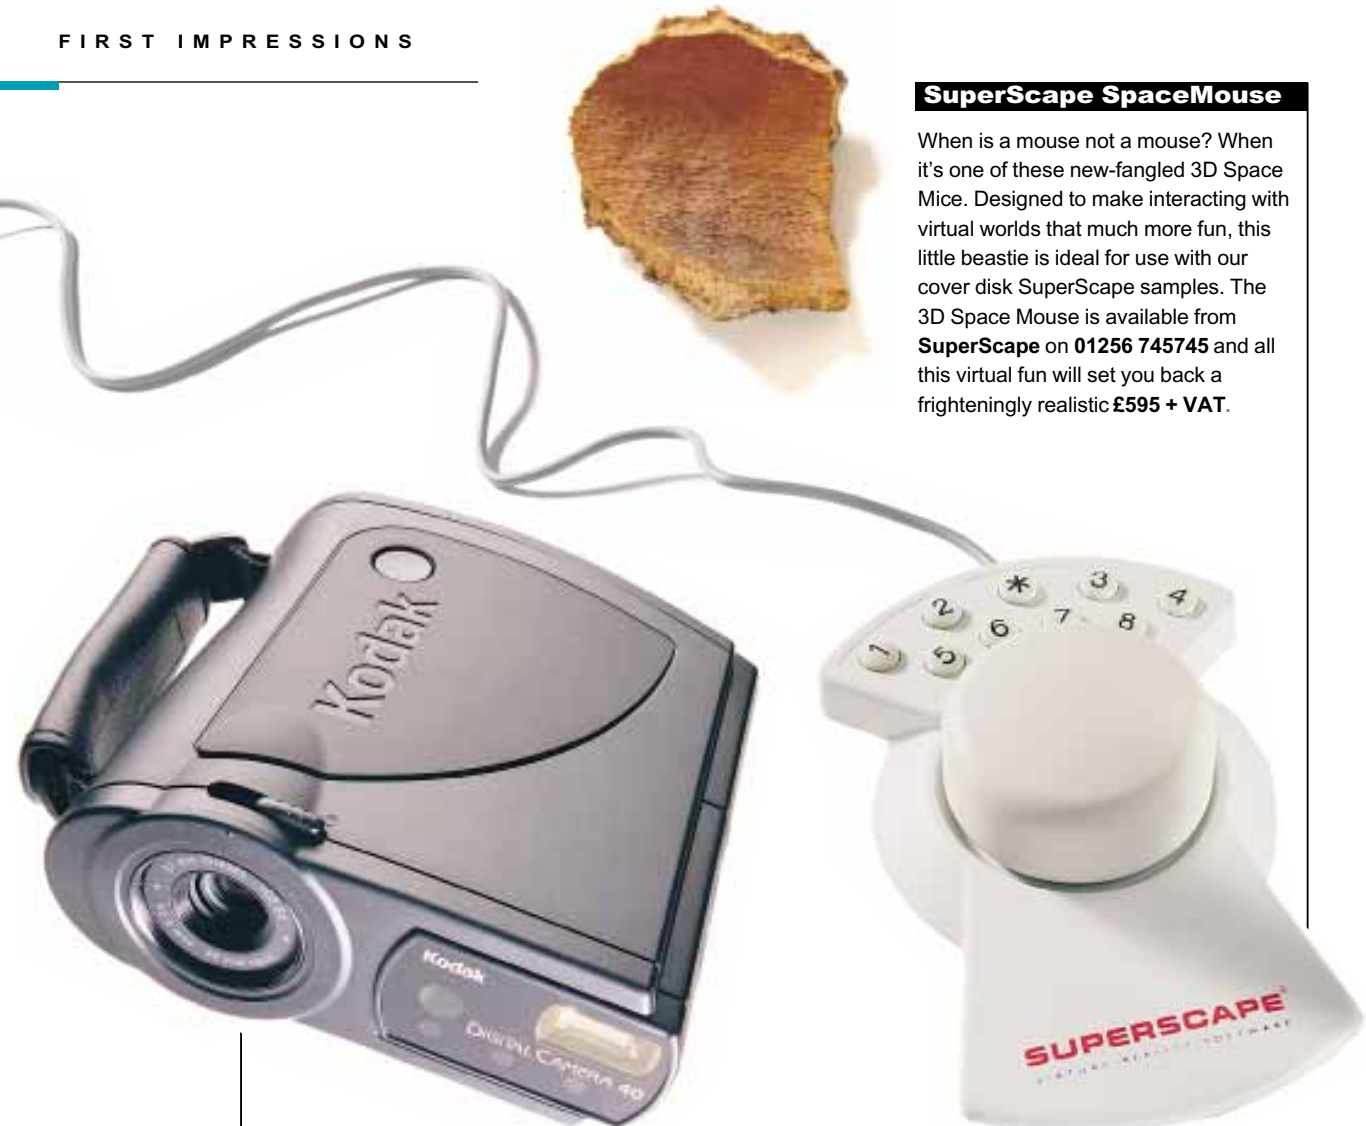 FIRST IMPRESSIONS
SuperScape SpaceMouse
When is a mouse not a mouse? When
it's one of these new-fangled 3D Space
Mice. Designed to make interacting with
virtual worlds that much more fun, this
little beastie is ideal for use with our
cover disk SuperScape samples. The
3D Space Mouse is available from
SuperScape on 01256 745745 and all
this virtual fun will set you back a
frighteningly realistic £595 + VAT.
Kodak
Kodak
DIGITAL CAMERA 40
1 2 * 3 4
5 6 7 8
SUPERSCAPE®
VIRTUAL REALITY SOFTWARE